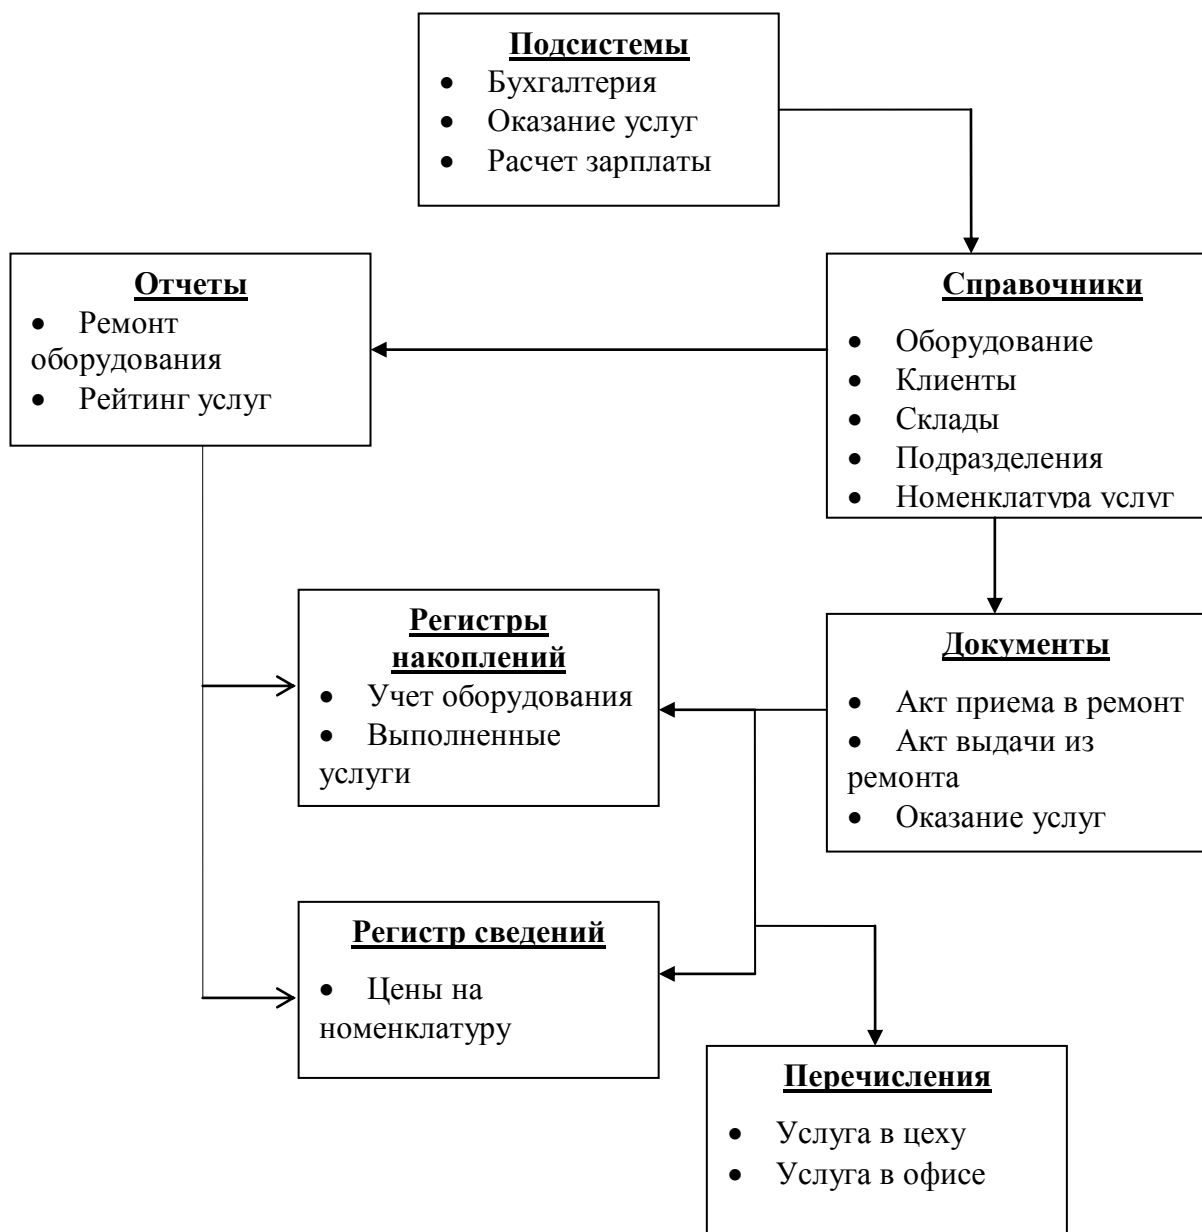 Подсистемы
• Бухгалтерия
• Оказание услуг
• Расчет зарплаты
Отчеты
• Ремонт
оборудования
• Рейтинг услуг
Справочники
• Оборудование
• Клиенты
• Склады
• Подразделения
• Номенклатура услуг
Регистры
накоплений
• Учет оборудования
• Выполненные
услуги
Документы
• Акт приема в ремонт
• Акт выдачи из
ремонта
• Оказание услуг
Регистр сведений
• Цены на
номенклатуру
Перечисления
• Услуга в цеху
• Услуга в офисе